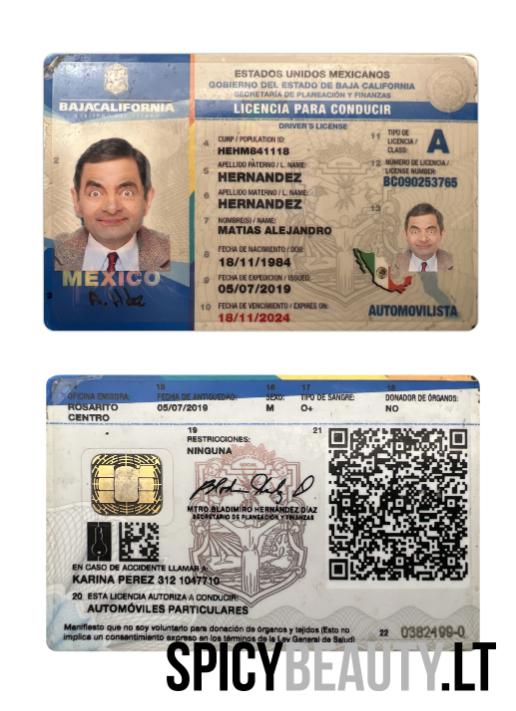 BAJACALIFORNIA
MEXICO
ESTADOS UNIDOS MEXICANOS
GOBIERNO DEL ESTADO DE BAJA CALIFORNIA
SECRETARÍA DE PLANEACIÓN Y FINANZAS
LICENCIA PARA CONDUCIR
DRIVER'S LICENSE
2
4 CURP / POPULATION ID:
HEHM841118
5 APELLIDO PATERNO / L. NAME:
HERNANDEZ
6 APELLIDO MATERNO / L. NAME:
HERNANDEZ
7 NOMBRE(S) / NAME:
MATIAS ALEJANDRO
8 FECHA DE NACIMIENTO / DOB:
18/11/1984
9 FECHA DE EXPEDICION / ISSUED:
05/07/2019
10 FECHA DE VENCIMIENTO / EXPIRES ON:
18/11/2024
11 TIPO DE LICENCIA / CLASS:
A
12 NÚMERO DE LICENCIA / LICENSE NUMBER:
BC090253765
13
AUTOMOVILISTA
OFICINA EMISORA:
ROSARITO
CENTRO
15
FECHA DE ANTIGUEDAD:
05/07/2019
16
SEXO:
M
17
TIPO DE SANGRE:
O+
18
DONADOR DE ÓRGANOS:
NO
19
RESTRICCIONES:
NINGUNA
21
MTRO. BLADIMIRO HERNÁNDEZ DÍAZ
SECRETARIO DE PLANEACIÓN Y FINANZAS
EN CASO DE ACCIDENTE LLAMAR A:
KARINA PEREZ 312 1047710
20 ESTA LICENCIA AUTORIZA A CONDUCIR:
AUTOMÓVILES PARTICULARES
Manifiesto que no soy voluntario para donación de órganos y tejidos (Esto no
implica un consentimiento expreso en los términos de la Ley General de Salud)
22 0382499-0
SPICYBEAUTY.LT